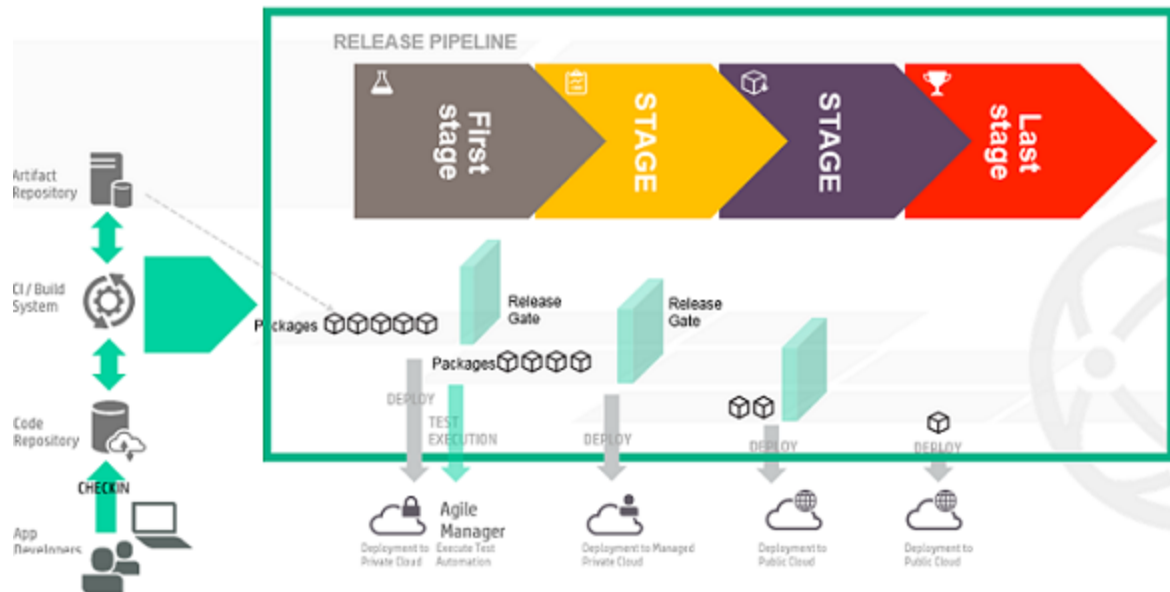 RELEASE PIPELINE
First
stage
STAGE
STAGE
Last
stage
Artifact
Repository
CI / Build
System
Packages
Release
Gate
Release
Gate
Packages
DEPLOY
TEST
EXECUTION
DEPLOY
DEPLOY
DEPLOY
Code
Repository
CHECKIN
App
Developers
Agile
Manager
Deployment to
Private Cloud
Execute Test
Automation
Deployment to Managed
Private Cloud
Deployment to
Public Cloud
Deployment to
Public Cloud